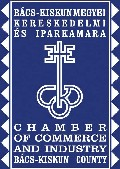 BÁCS-KISKUN MEGYEI
KERESKEDELMI
ÉS IPARKAMARA
CHAMBER
OF COMMERCE
AND INDUSTRY
BÁCS-KISKUN COUNTY